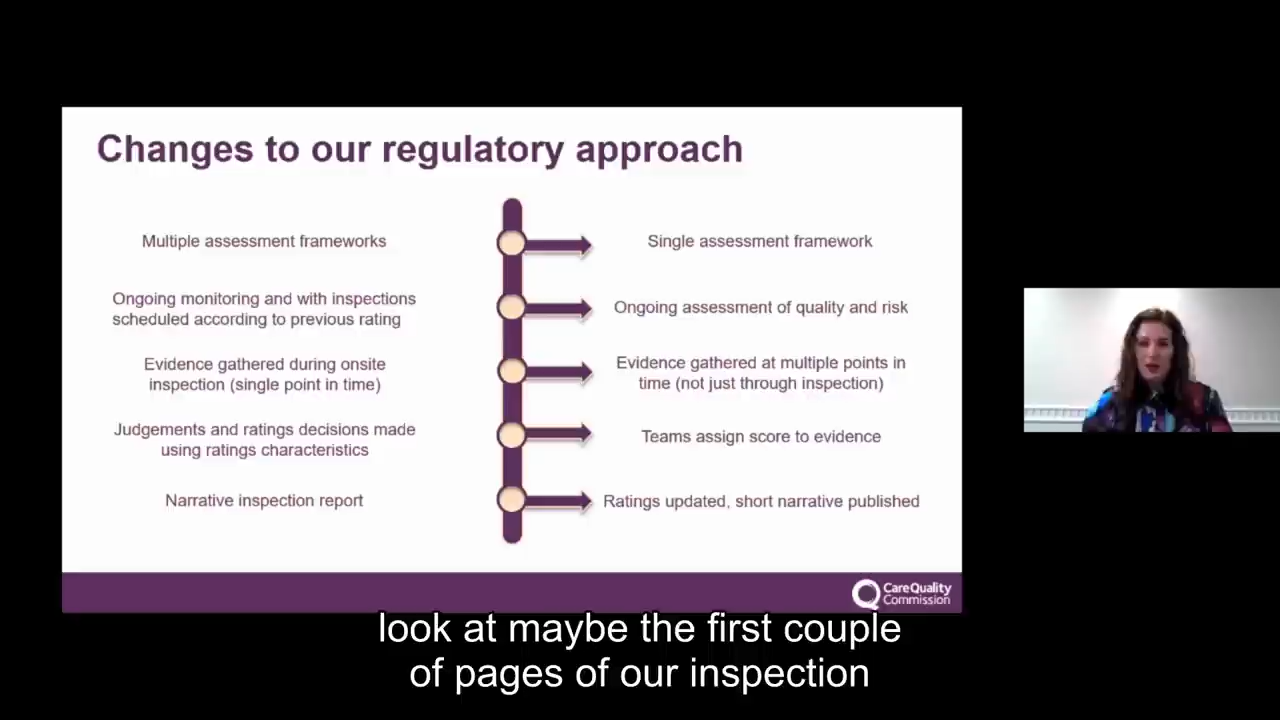 Changes to our regulatory approach
Multiple assessment frameworks
Single assessment framework
Ongoing monitoring and with inspections
scheduled according to previous rating
Ongoing assessment of quality and risk
Evidence gathered during onsite
inspection (single point in time)
Evidence gathered at multiple points in
time (not just through inspection)
Judgements and ratings decisions made
using ratings characteristics
Teams assign score to evidence
Narrative inspection report
Ratings updated, short narrative published
CareQuality
Commission
look at maybe the first couple
of pages of our inspection